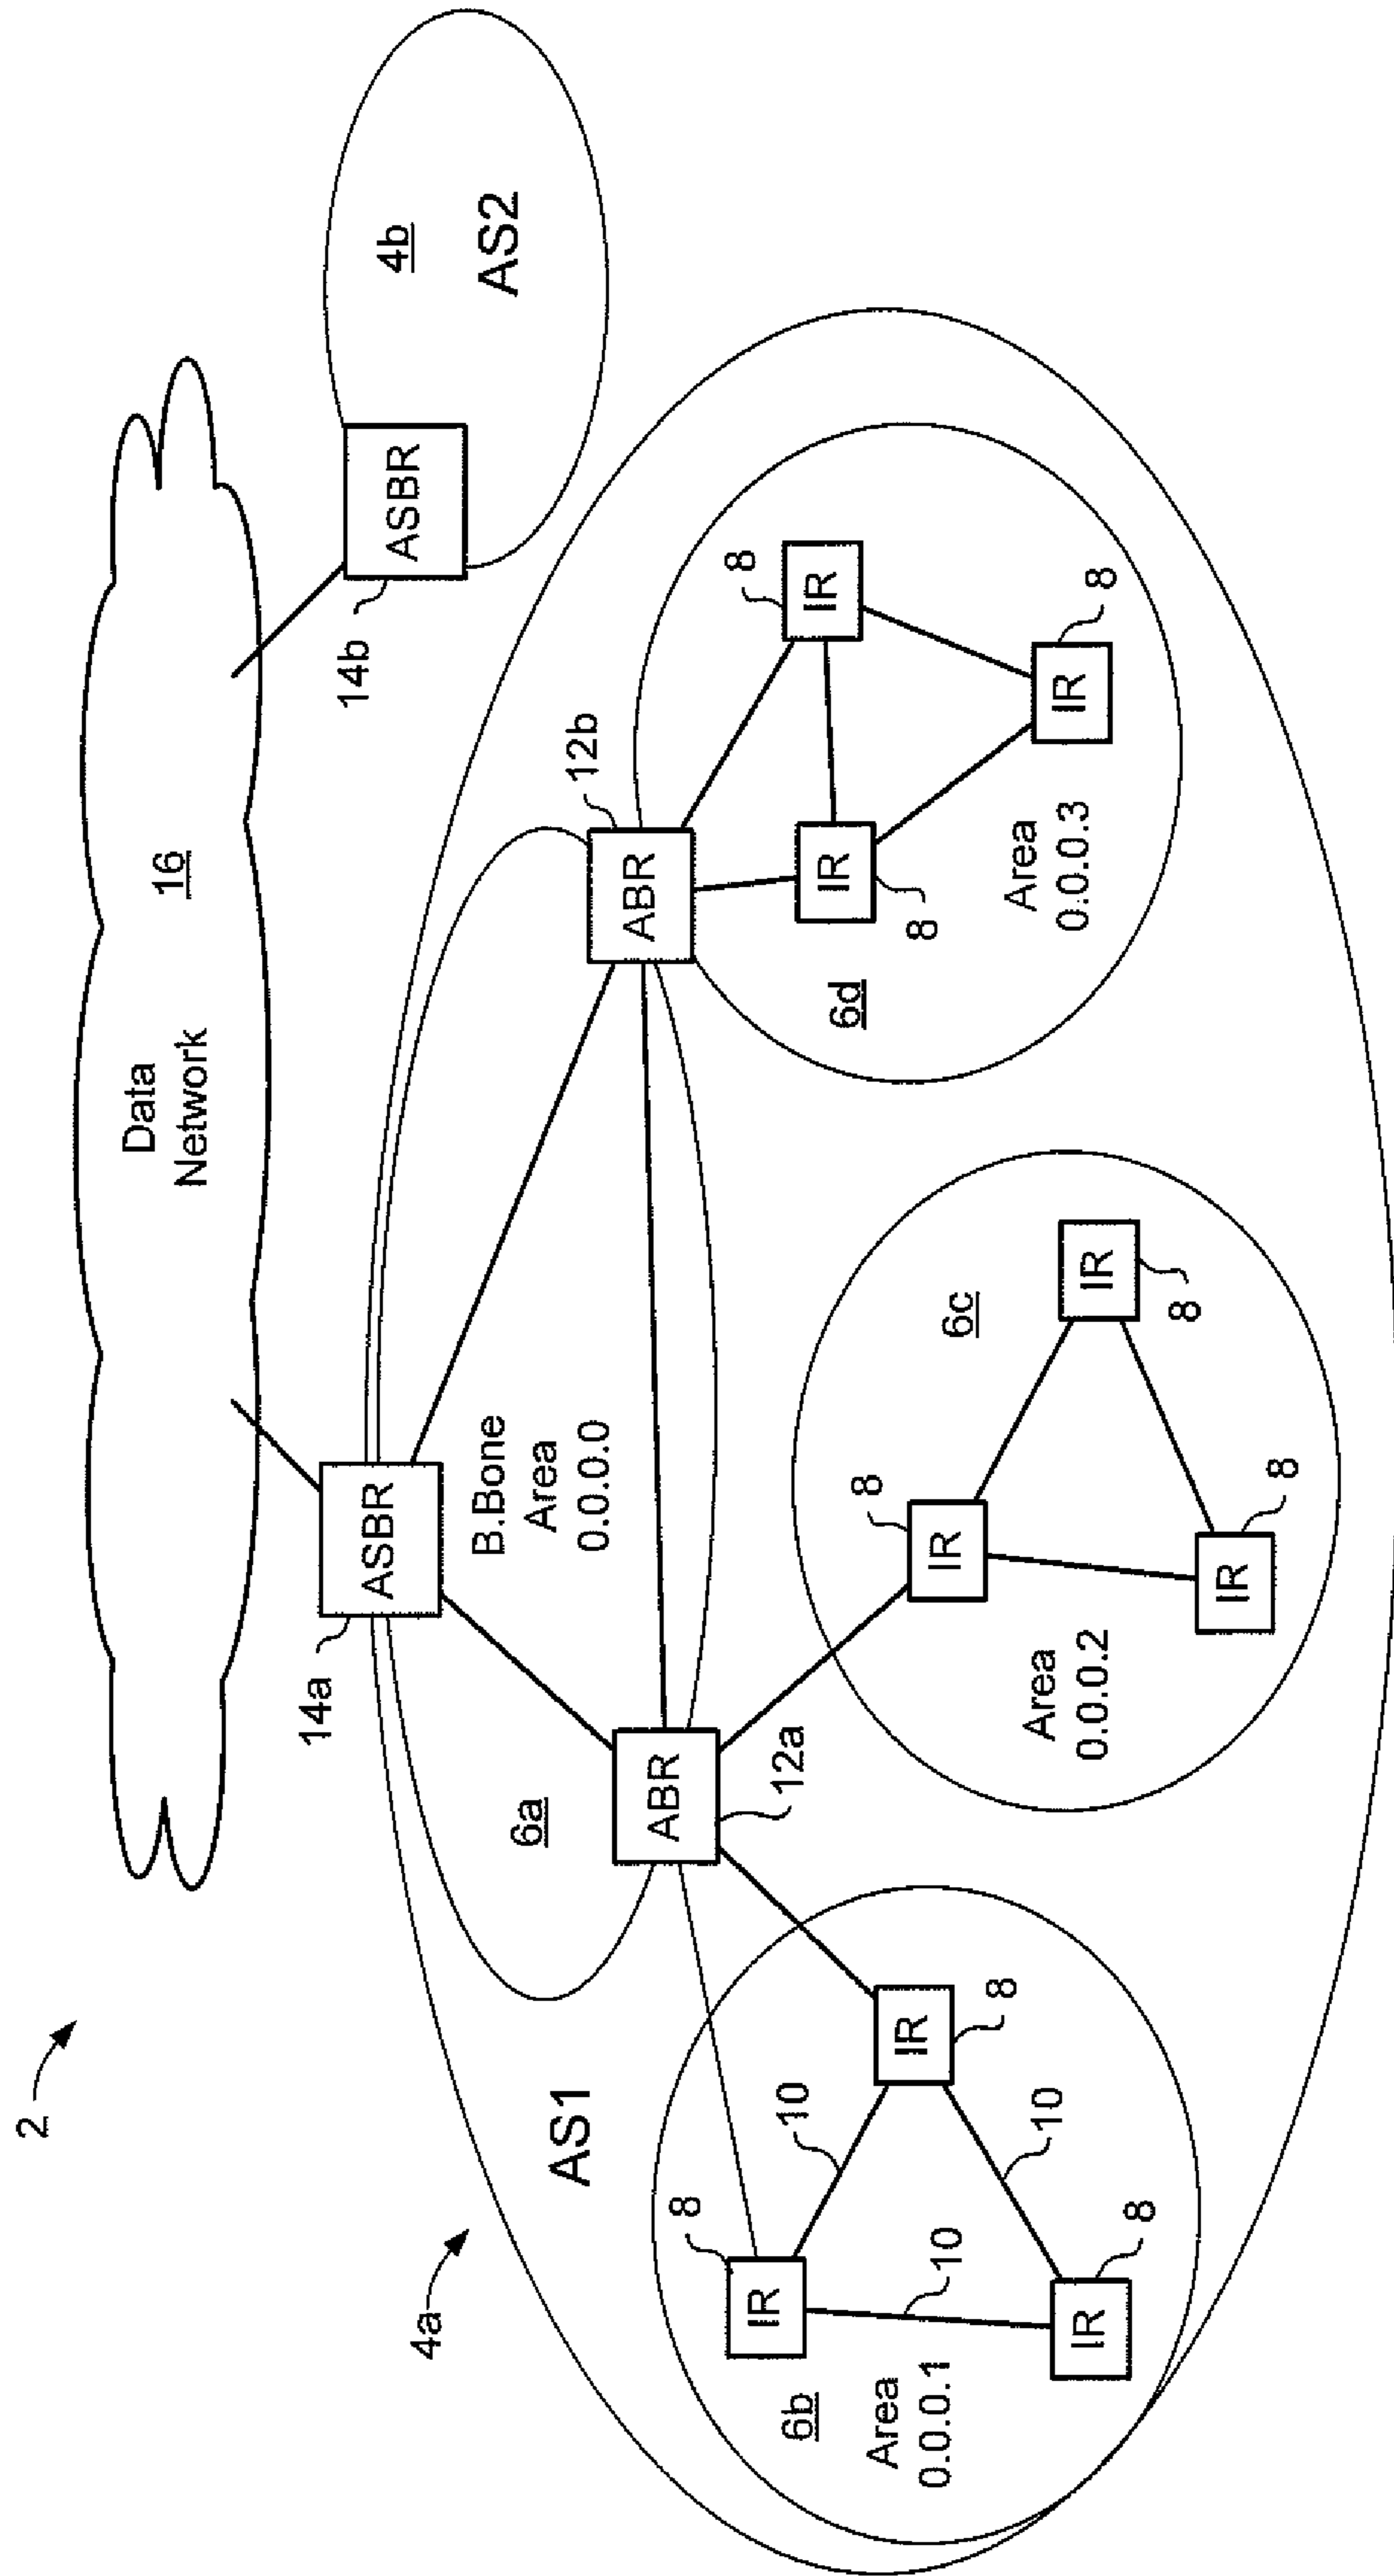 2
Data
Network
16
14a
ASBR
14b
ASBR
4b
AS2
4a
AS1
6a
B.Bone
Area
0.0.0.0
ABR
12a
ABR
12b
8
IR
10
10
10
IR
8
IR
8
6b
Area
0.0.0.1
8
IR
6c
IR
8
IR
8
Area
0.0.0.2
IR
8
IR
8
IR
8
6d
Area
0.0.0.3